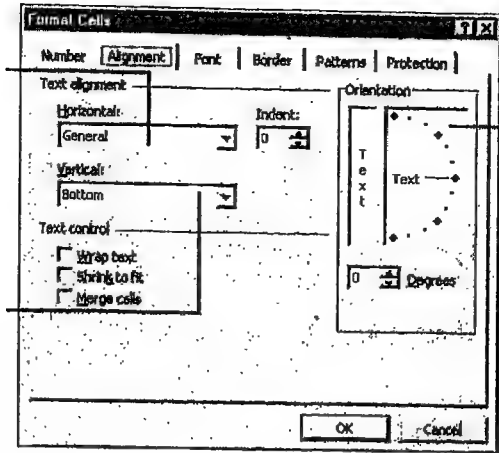 Format Cells ? X
Number Alignment Font Border Patterns Protection
Text alignment
Horizontal:
General
Indent:
0
Vertical:
Bottom
Text control
Wrap text
Shrink to fit
Merge cells
Orientation
Text
Text
0 Degrees
OK Cancel